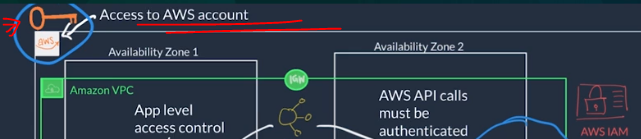 Access to AWS account
aws
Availability Zone 1
Availability Zone 2
IGW
Amazon VPC
App level
access control
AWS API calls
must be
authenticated
AWS IAM